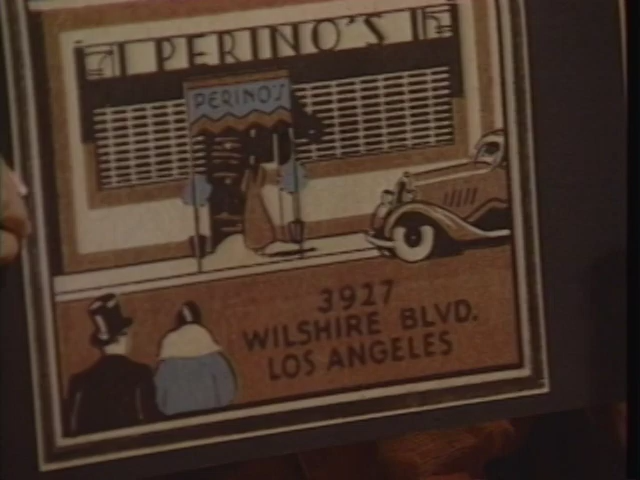 PERINO'S
PERINO'S
3927
WILSHIRE BLVD.
LOS ANGELES